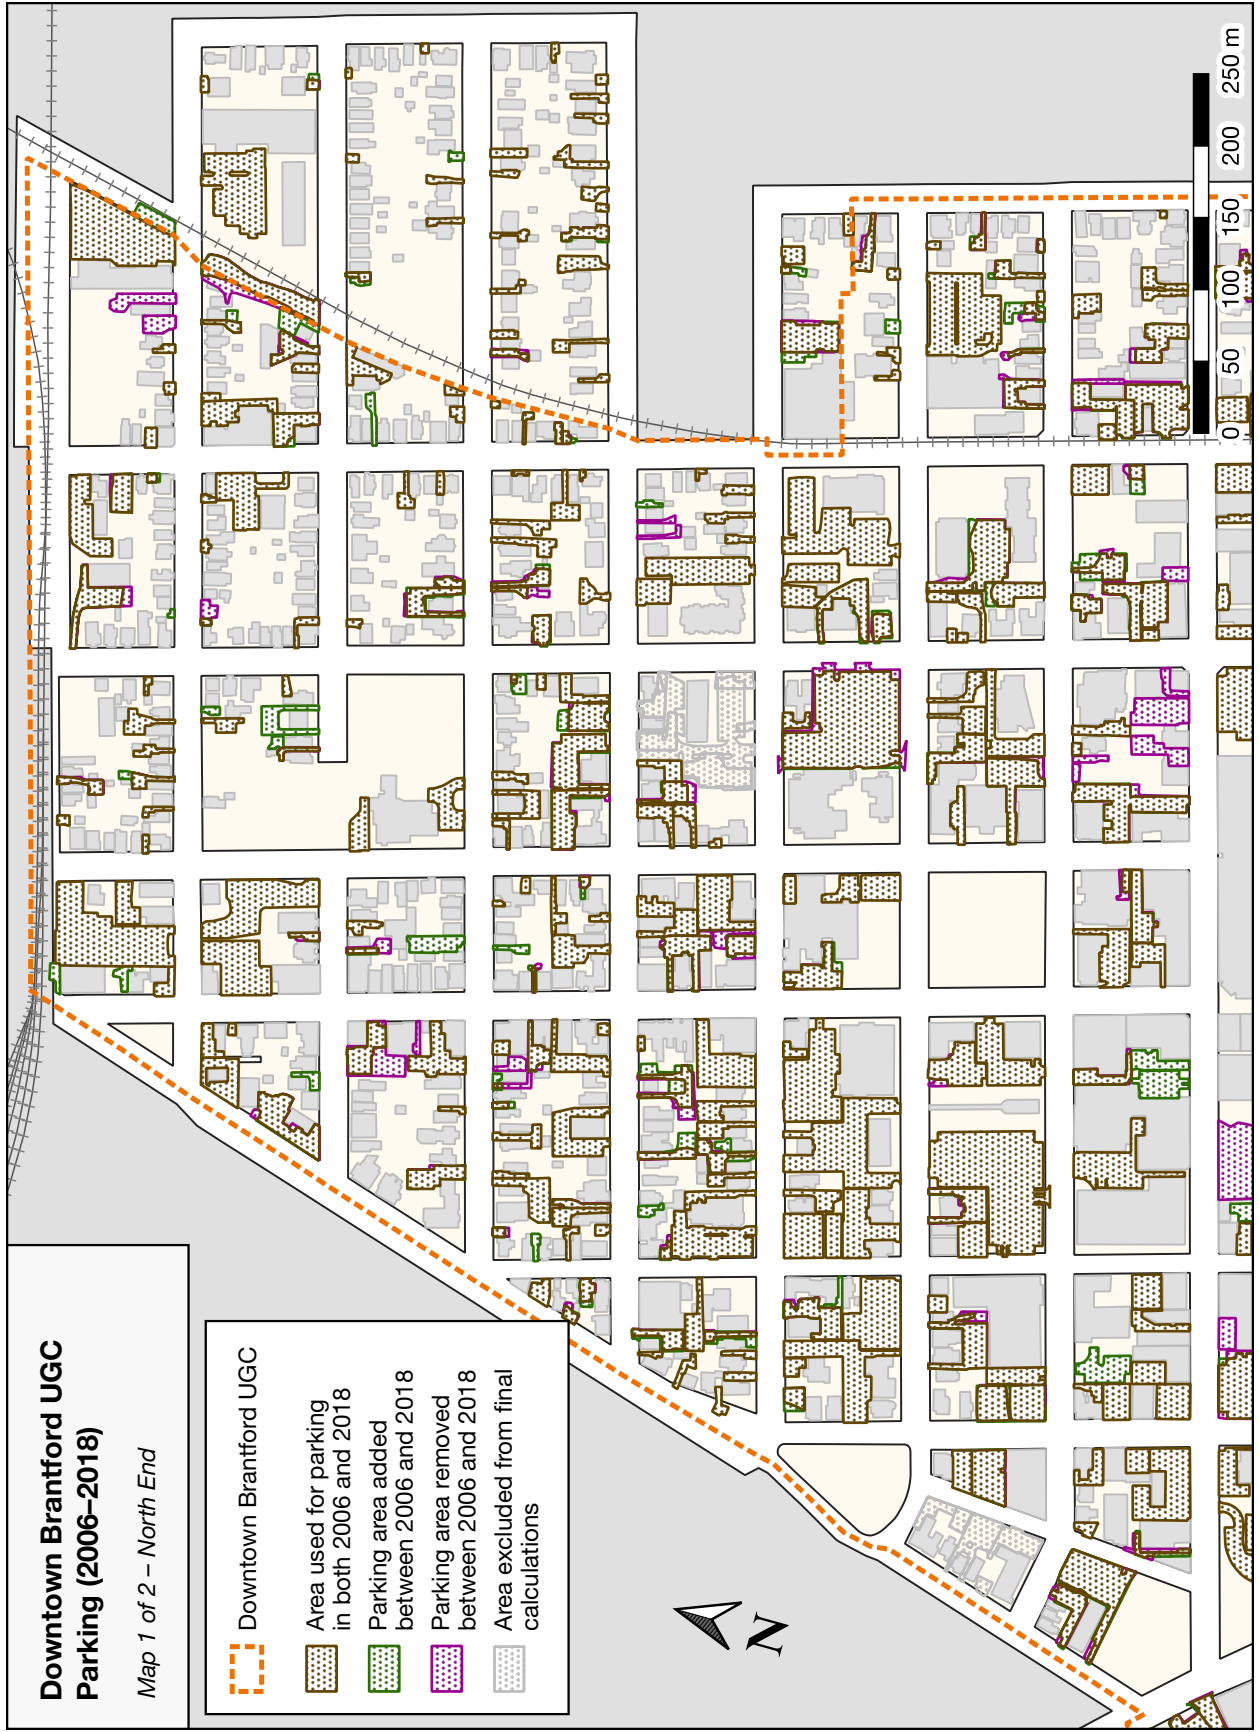 Downtown Brantford UGC
Parking (2006–2018)
Map 1 of 2 – North End
Downtown Brantford UGC
Area used for parking
in both 2006 and 2018
Parking area added
between 2006 and 2018
Parking area removed
between 2006 and 2018
Area excluded from final
calculations
N
0 50 100 150 200 250 m